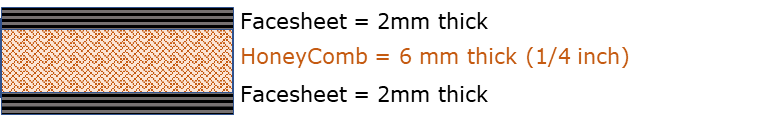 Facesheet = 2mm thick
HoneyComb = 6 mm thick (1/4 inch)
Facesheet = 2mm thick